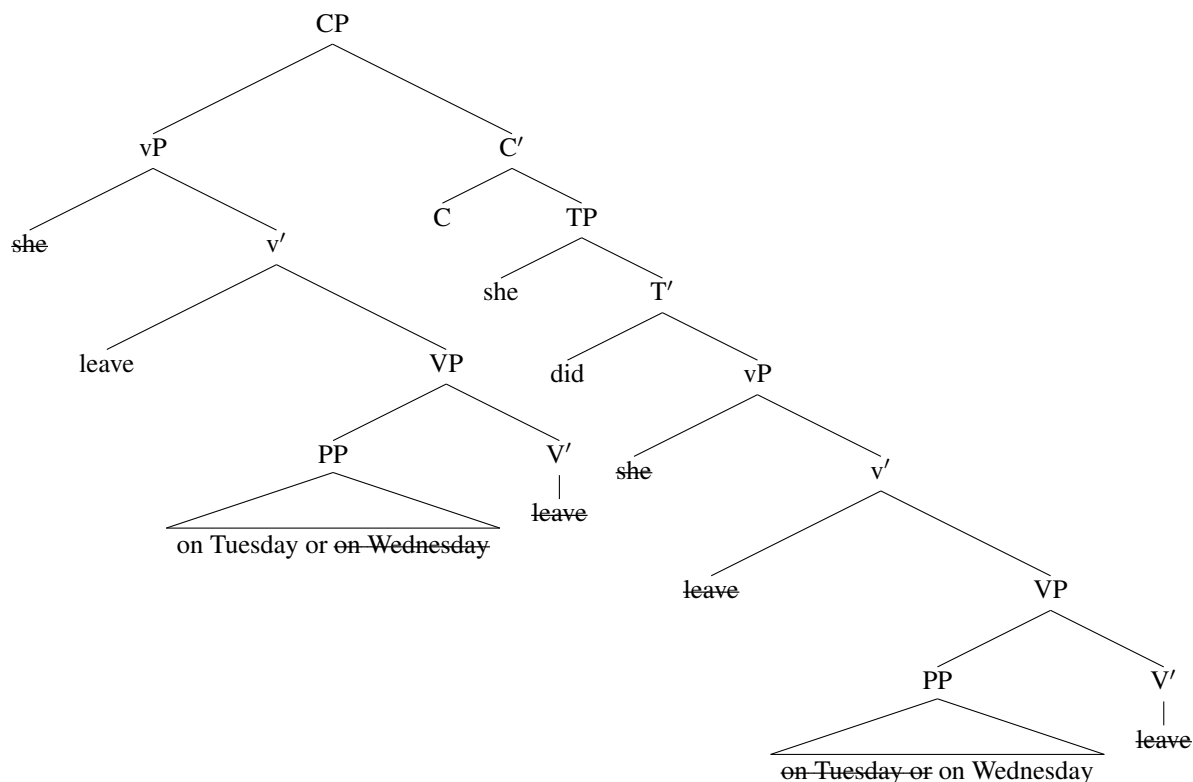 CP
vP C′
she v′ C TP
leave VP she T′
PP V′ did vP
on Tuesday or on Wednesday leave she v′
leave VP
PP V′
on Tuesday or on Wednesday leave